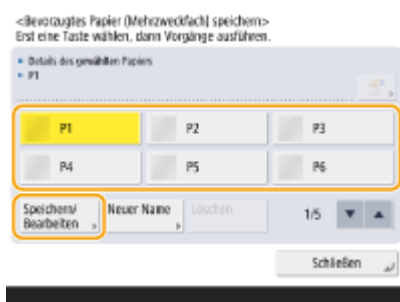 <Bevorzugtes Papier (Mehrzweckfach) speichern>
Erst eine Taste wählen, dann Vorgänge ausführen.
Details des gewählten Papiers
P1
P1 P2 P3
P4 P5 P6
Speichern/ Neuer Name Löschen 1/5
Bearbeiten
Schließen